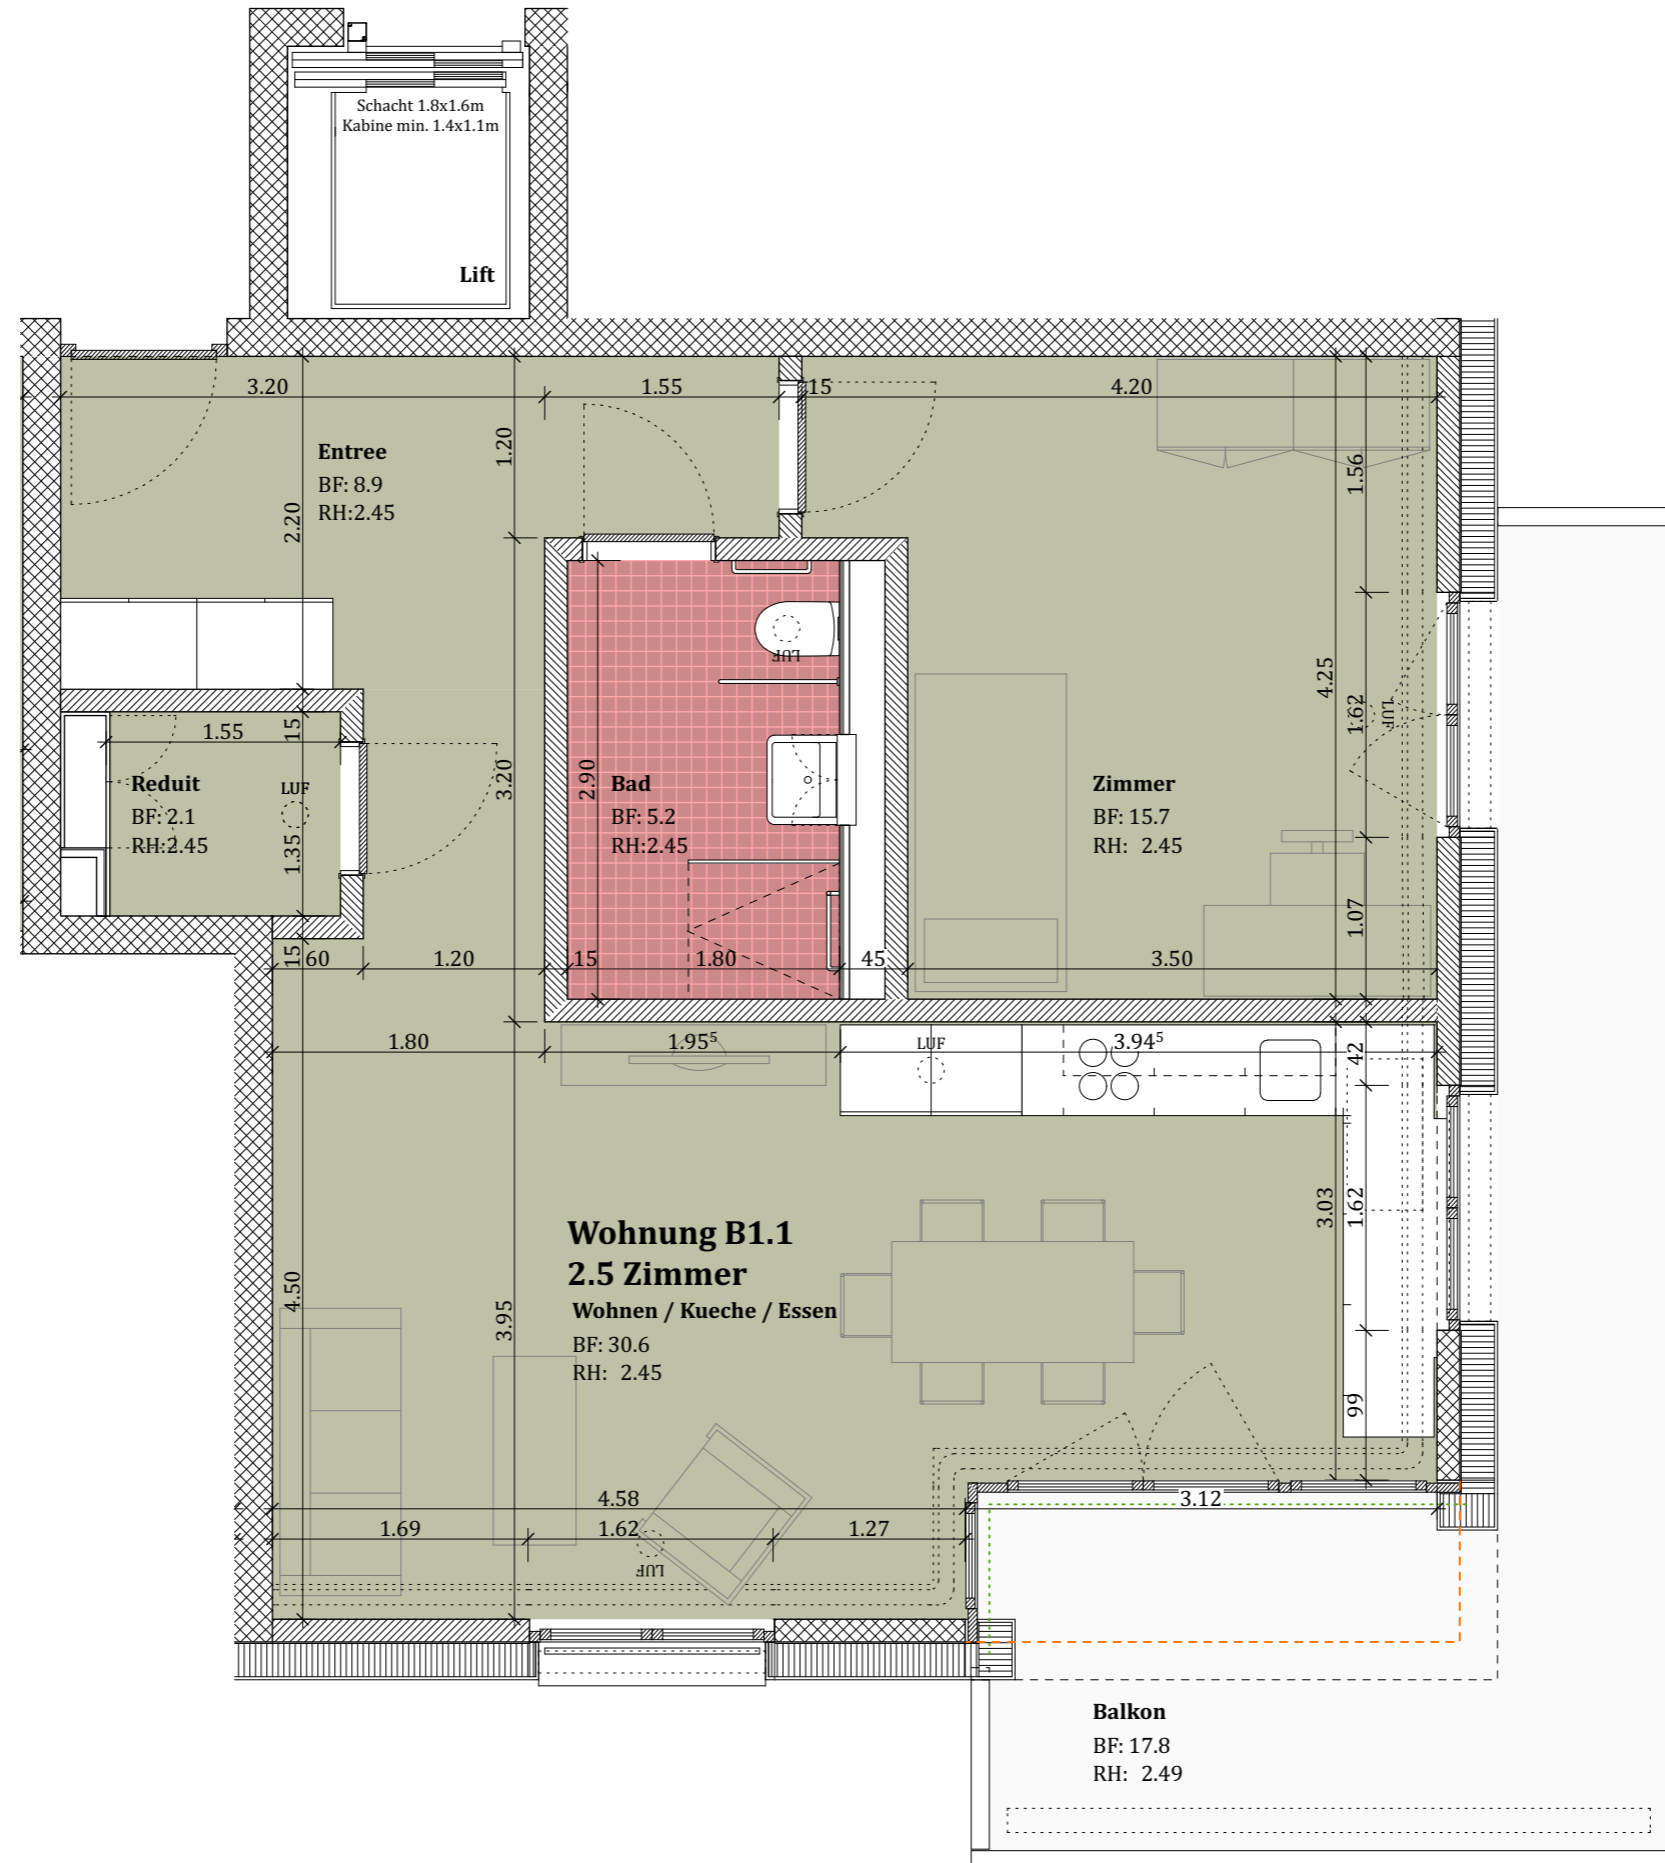 Schacht 1.8x1.6m
Kabine min. 1.4x1.1m
Lift
3.20
1.55
15
4.20
Entree
BF: 8.9
RH:2.45
2.20
1.20
1.56
4.25
1.62
LUF
LUF
1.55
15
Reduit
BF: 2.1
RH:2.45
LUF
1.35
3.20
2.90
Bad
BF: 5.2
RH:2.45
Zimmer
BF: 15.7
RH: 2.45
1.07
15
60
1.20
15
1.80
45
3.50
1.80
1.95⁵
LUF
3.94⁵
42
3.03
1.62
Wohnung B1.1
2.5 Zimmer
Wohnen / Kueche / Essen
BF: 30.6
RH: 2.45
4.50
3.95
99
4.58
3.12
1.69
1.62
1.27
LUF
Balkon
BF: 17.8
RH: 2.49